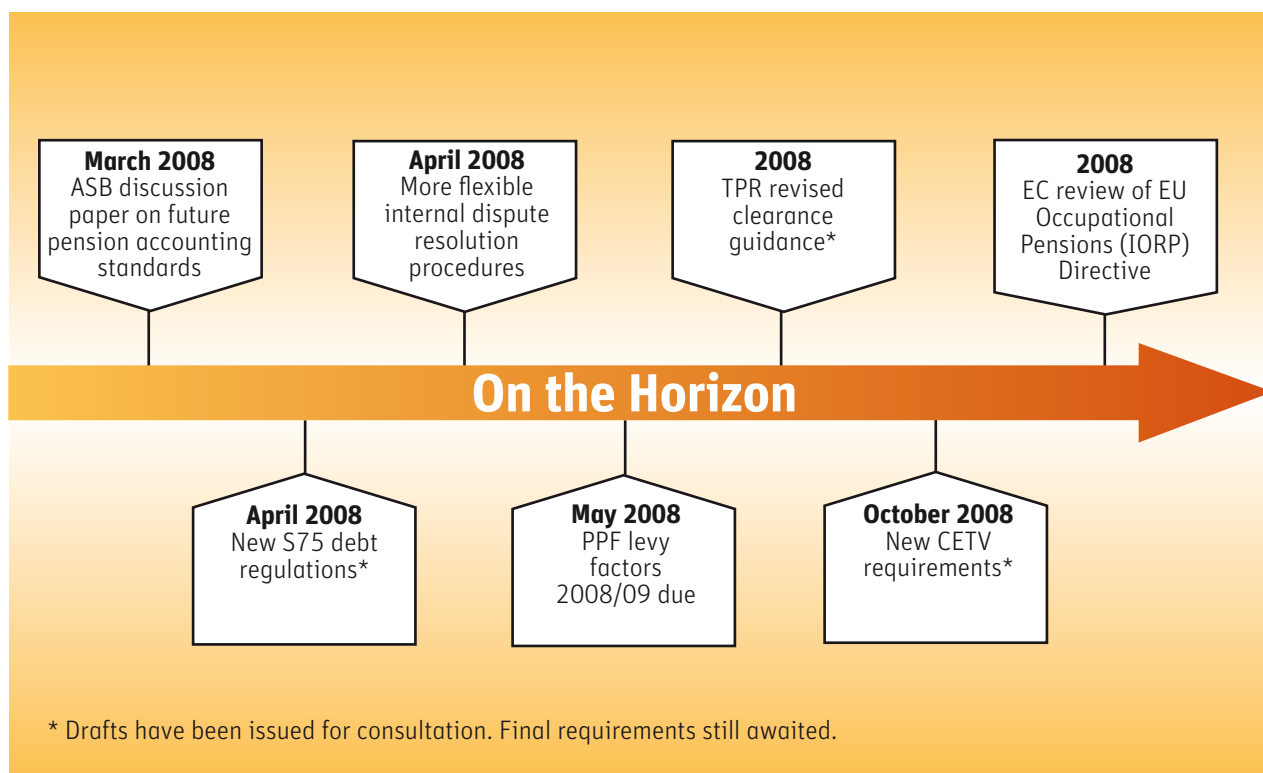 March 2008
ASB discussion
paper on future
pension accounting
standards
April 2008
More flexible
internal dispute
resolution
procedures
2008
TPR revised
clearance
guidance*
2008
EC review of EU
Occupational
Pensions (IORP)
Directive
On the Horizon
April 2008
New S75 debt
regulations*
May 2008
PPF levy
factors
2008/09 due
October 2008
New CETV
requirements*
* Drafts have been issued for consultation. Final requirements still awaited.